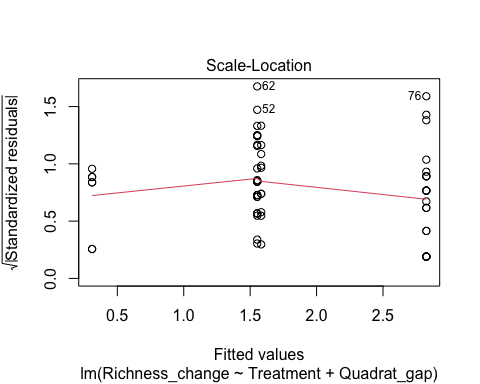 Scale-Location
√|Standardized residuals|
1.5
1.0
0.5
0.0
62
52
76
0.5 1.0 1.5 2.0 2.5
Fitted values
lm(Richness_change ~ Treatment + Quadrat_gap)